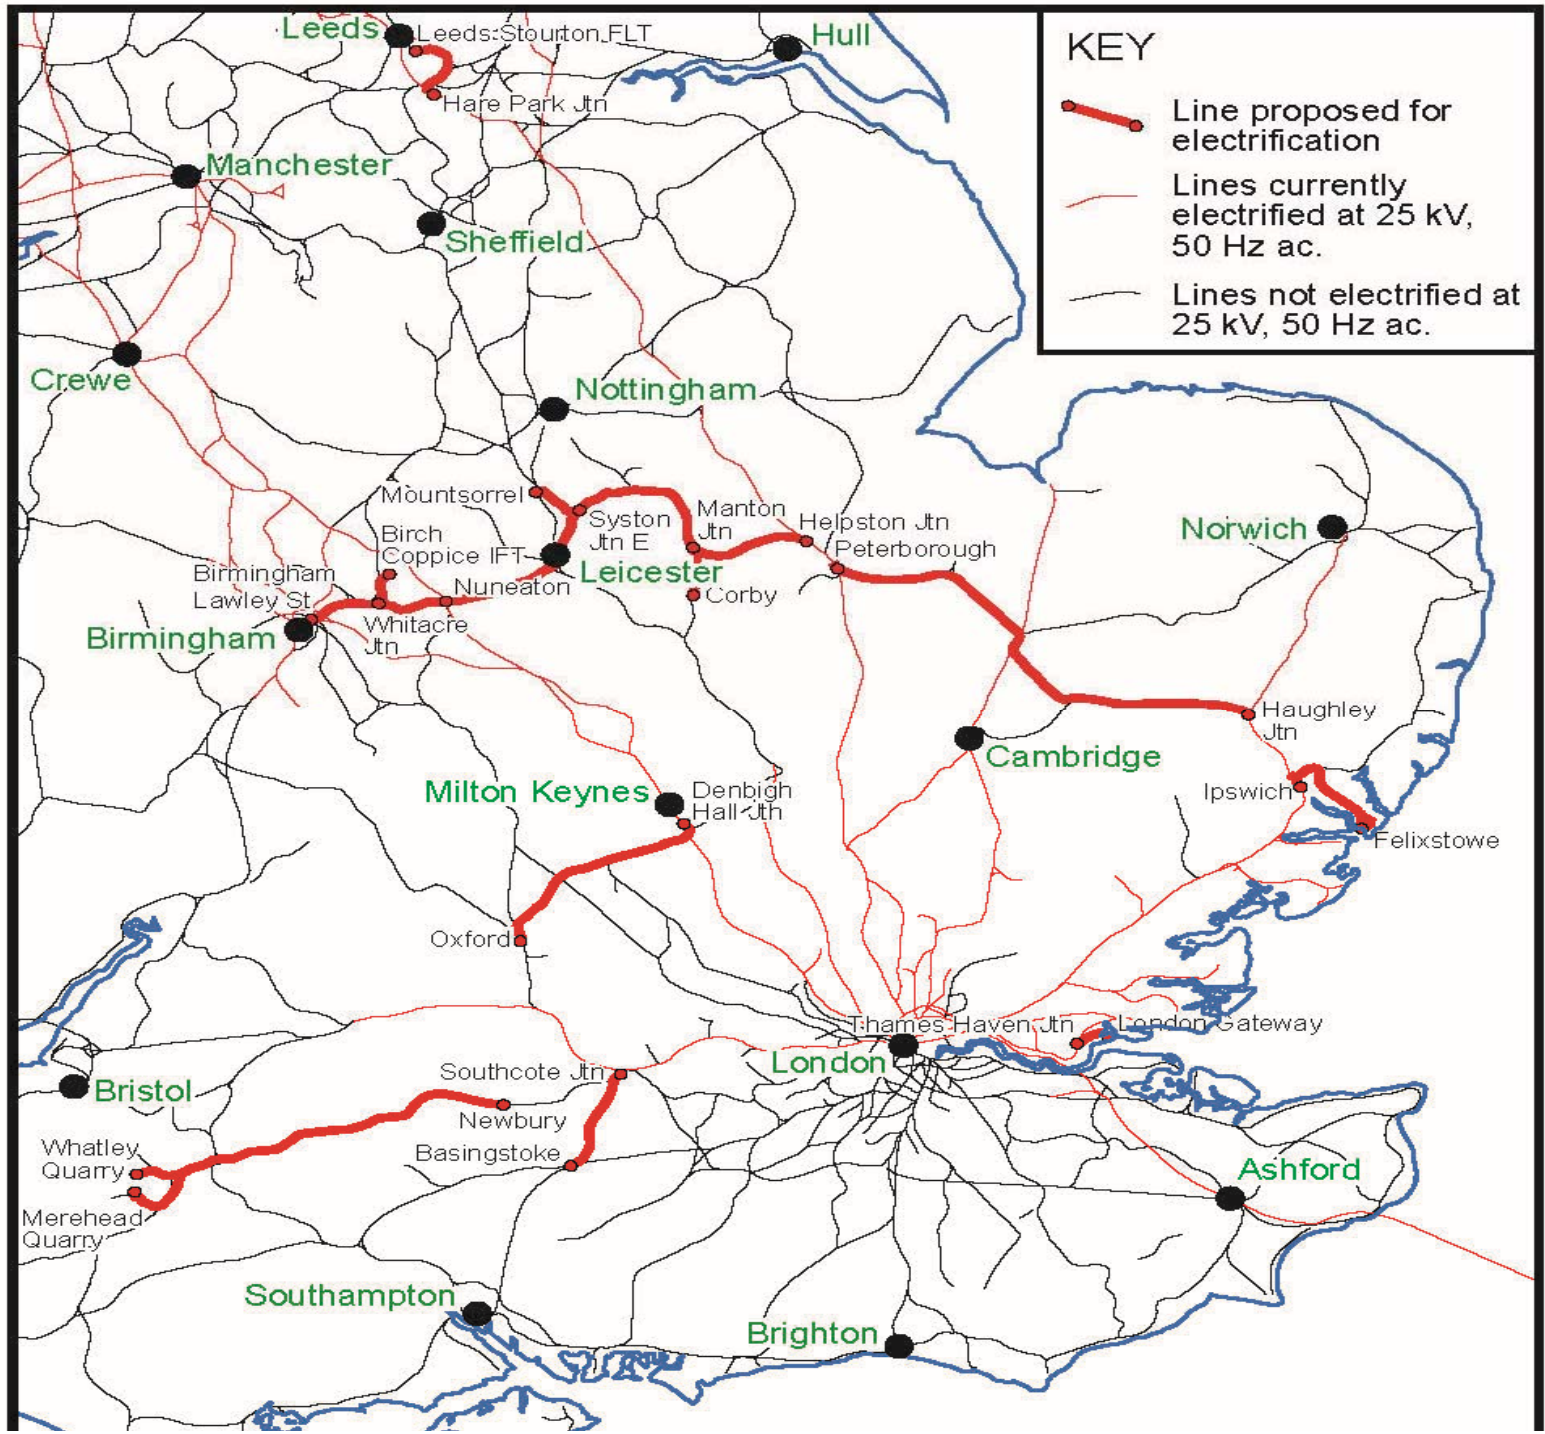 Leeds
Leeds Stourton FLT
Hull
Hare Park Jtn
Manchester
Sheffield
KEY
Line proposed for
electrification
Lines currently
electrified at 25 kV,
50 Hz ac.
Lines not electrified at
25 kV, 50 Hz ac.
Crewe
Nottingham
Mountsorrel
Syston
Jtn E
Manton
Jtn
Helpston Jtn
Peterborough
Norwich
Birch
Coppice IFT
Leicester
Corby
Birmingham
Lawley St
Nuneaton
Birmingham
Whitacre
Jtn
Haughley
Jtn
Cambridge
Milton Keynes
Denbigh
Hall Jtn
Ipswich
Felixstowe
Oxford
Thames Haven Jtn
London Gateway
London
Bristol
Southcote Jtn
Newbury
Basingstoke
Whatley
Quarry
Merehead
Quarry
Ashford
Southampton
Brighton